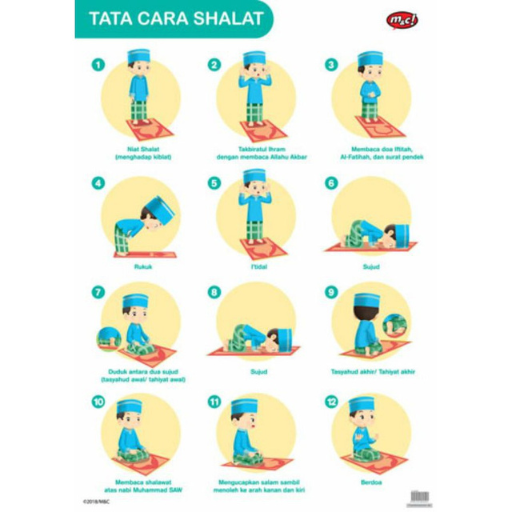 TATA CARA SHALAT
m&c!
1
Niat Shalat
(menghadap kiblat)
2
Takbiratul Ihram
dengan membaca Allahu Akbar
3
Membaca doa Iftitah,
Al-Fatihah, dan surat pendek
4
Rukuk
5
I'tidal
6
Sujud
7
Duduk antara dua sujud
(tasyahud awal/ tahiyat awal)
8
Sujud
9
Tasyahud akhir/ Tahiyat akhir
10
Membaca shalawat
atas nabi Muhammad SAW
11
Mengucapkan salam sambil
menoleh ke arah kanan dan kiri
12
Berdoa
©2018/M&C